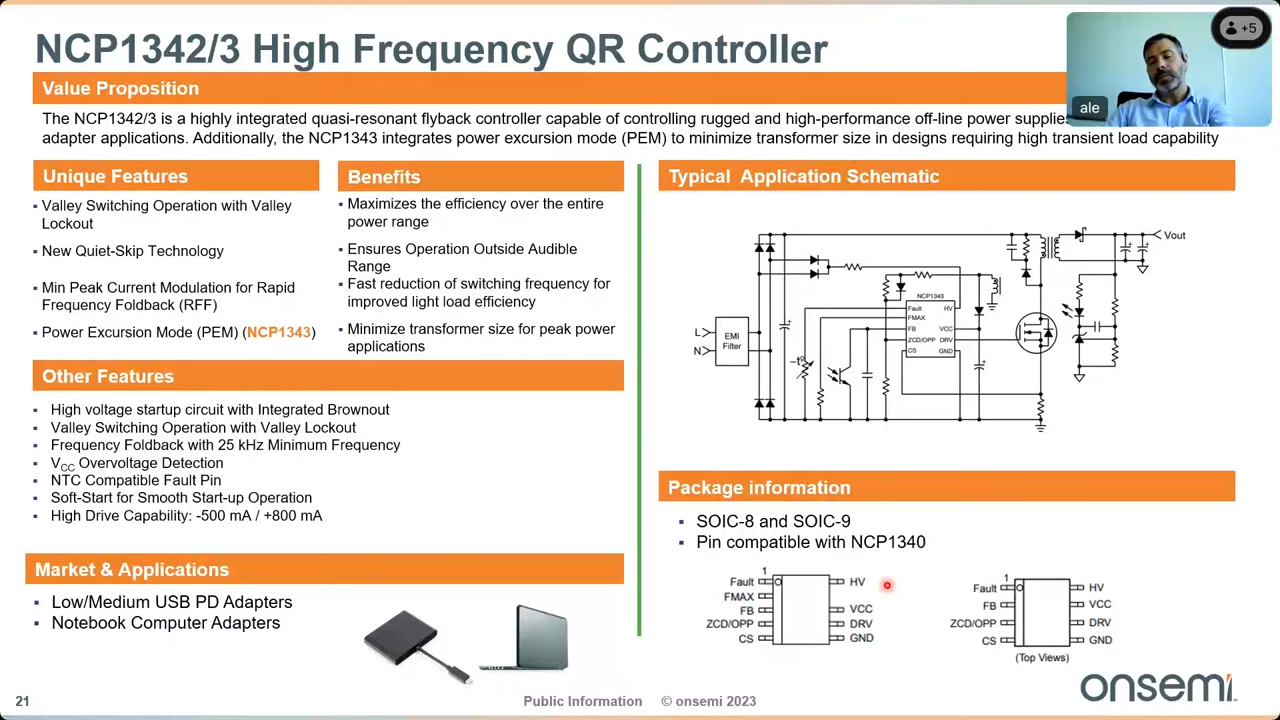 NCP1342/3 High Frequency QR Controller
+5
ale
Value Proposition
The NCP1342/3 is a highly integrated quasi-resonant flyback controller capable of controlling rugged and high-performance off-line power supplies
adapter applications. Additionally, the NCP1343 integrates power excursion mode (PEM) to minimize transformer size in designs requiring high transient load capability
Unique Features
▪ Valley Switching Operation with Valley
Lockout
▪ New Quiet-Skip Technology
▪ Min Peak Current Modulation for Rapid
Frequency Foldback (RFF)
▪ Power Excursion Mode (PEM) (NCP1343)
Benefits
▪ Maximizes the efficiency over the entire
power range
▪ Ensures Operation Outside Audible
Range
▪ Fast reduction of switching frequency for
improved light load efficiency
▪ Minimize transformer size for peak power
applications
Other Features
▪ High voltage startup circuit with Integrated Brownout
▪ Valley Switching Operation with Valley Lockout
▪ Frequency Foldback with 25 kHz Minimum Frequency
▪ VCC Overvoltage Detection
▪ NTC Compatible Fault Pin
▪ Soft-Start for Smooth Start-up Operation
▪ High Drive Capability: -500 mA / +800 mA
Market & Applications
▪ Low/Medium USB PD Adapters
▪ Notebook Computer Adapters
Typical Application Schematic
Vout
L
N
EMI
Filter
NCP1343
Fault HV
FMAX
FB VCC
ZCD/OPP DRV
CS GND
-tº
Package information
▪ SOIC-8 and SOIC-9
▪ Pin compatible with NCP1340
1
Fault HV
FMAX
FB VCC
ZCD/OPP DRV
CS GND
1
Fault HV
FB VCC
ZCD/OPP DRV
CS GND
(Top Views)
21
Public Information © onsemi 2023
onsemi